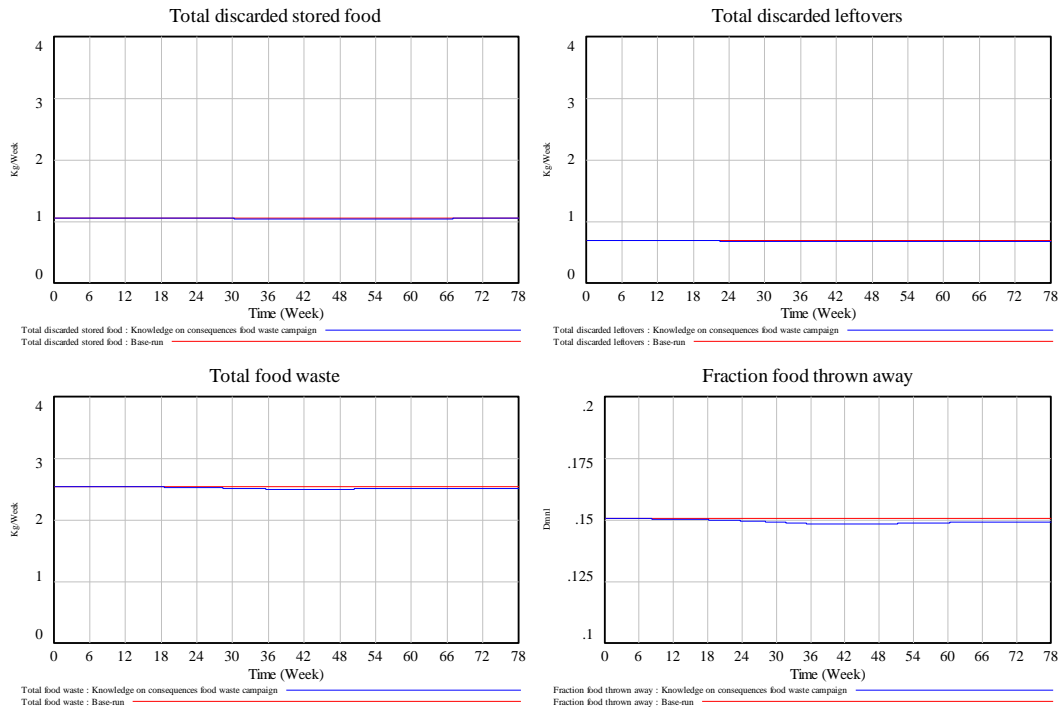 Total discarded stored food
4
3
2
1
0
Kg/Week
0 6 12 18 24 30 36 42 48 54 60 66 72 78
Time (Week)
Total discarded stored food : Knowledge on consequences food waste campaign
Total discarded stored food : Base-run
Total discarded leftovers
4
3
2
1
0
Kg/Week
0 6 12 18 24 30 36 42 48 54 60 66 72 78
Time (Week)
Total discarded leftovers : Knowledge on consequences food waste campaign
Total discarded leftovers : Base-run
Total food waste
4
3
2
1
0
Kg/Week
0 6 12 18 24 30 36 42 48 54 60 66 72 78
Time (Week)
Total food waste : Knowledge on consequences food waste campaign
Total food waste : Base-run
Fraction food thrown away
.2
.175
.15
.125
.1
Dmnl
0 6 12 18 24 30 36 42 48 54 60 66 72 78
Time (Week)
Fraction food thrown away : Knowledge on consequences food waste campaign
Fraction food thrown away : Base-run